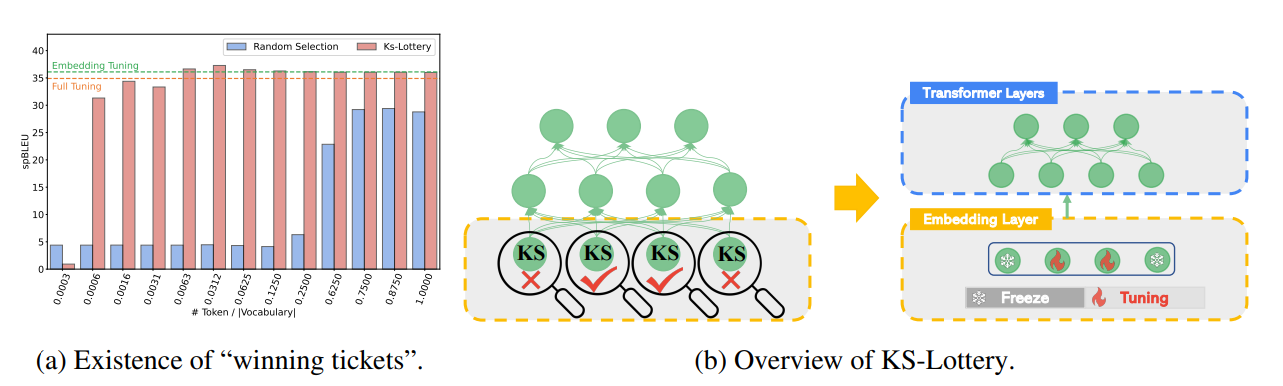 Random Selection
Ks-Lottery
Embedding Tuning
Full Tuning
spBLEU
40
35
30
25
20
15
10
5
0
0.0003
0.0006
0.0016
0.0031
0.0063
0.0312
0.0625
0.1250
0.2500
0.6250
0.7500
0.8750
1.0000
# Token / |Vocabulary|
(a) Existence of “winning tickets”.
KS
KS
KS
KS
Transformer Layers
Embedding Layer
Freeze
Tuning
(b) Overview of KS-Lottery.